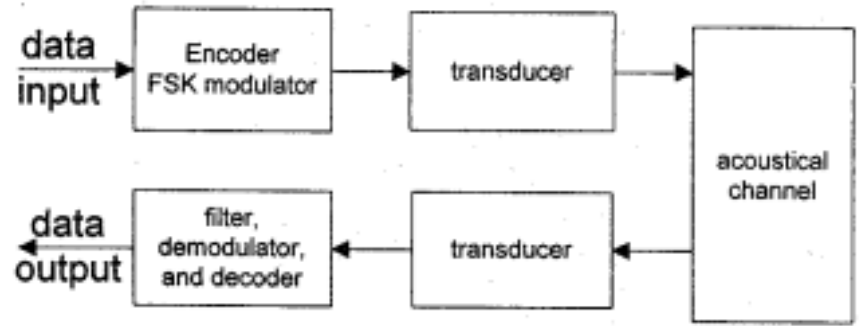 data
input
Encoder
FSK modulator
transducer
acoustical
channel
data
output
filter,
demodulator,
and decoder
transducer